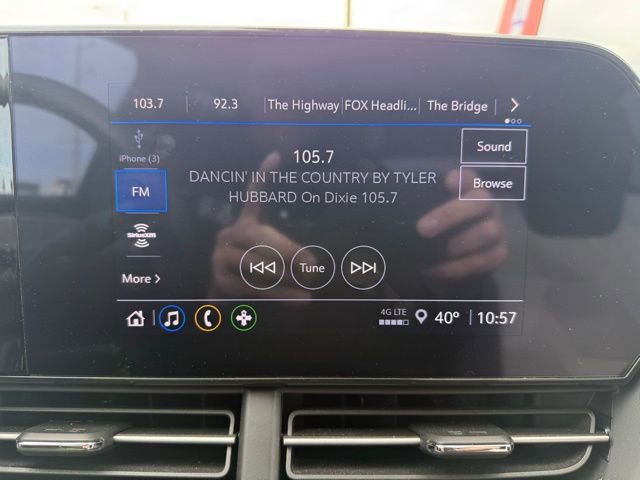 103.7 92.3 The Highway FOX Headli... The Bridge
105.7
DANCIN' IN THE COUNTRY BY TYLER
HUBBARD On Dixie 105.7
Sound
Browse
iPhone (3)
FM
SiriusXM
More
Tune
4G LTE
40° 10:57